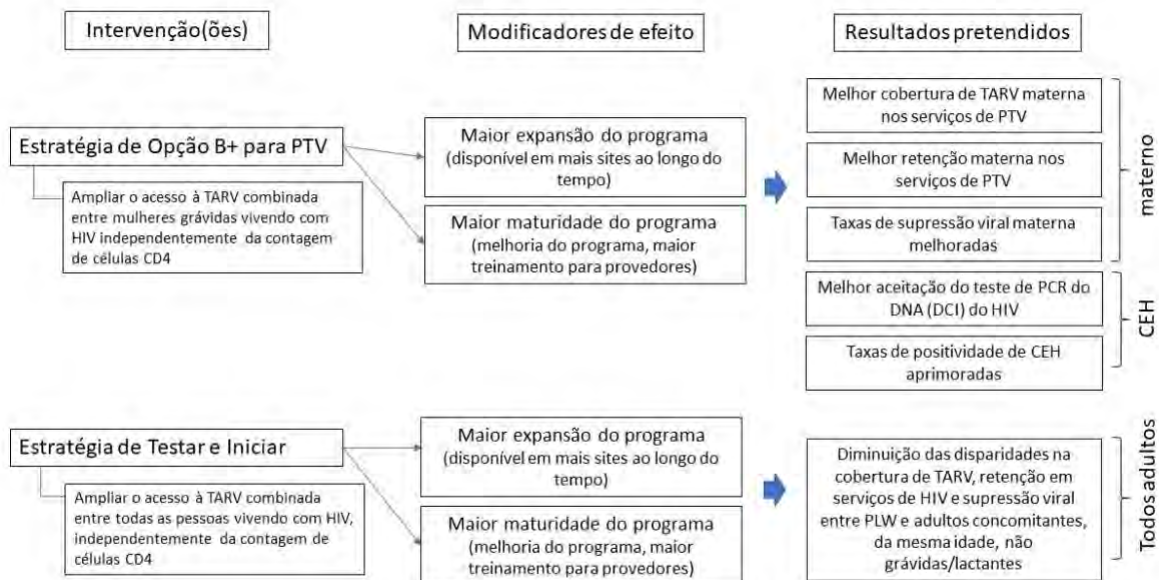 Intervenção(ões)
Modificadores de efeito
Resultados pretendidos
Estratégia de Opção B+ para PTV
Ampliar o acesso à TARV combinada
entre mulheres grávidas vivendo com
HIV independentemente da contagem
de células CD4
Maior expansão do programa
(disponível em mais sites ao longo do
tempo)
Maior maturidade do programa
(melhoria do programa, maior
treinamento para provedores)
Melhor cobertura de TARV materna
nos serviços de PTV
Melhor retenção materna nos
serviços de PTV
Taxas de supressão viral materna
melhoradas
materno
Melhor aceitação do teste de PCR do
DNA (DCI) do HIV
Taxas de positividade de CEH
aprimoradas
CEH
Estratégia de Testar e Iniciar
Ampliar o acesso à TARV combinada
entre todas as pessoas vivendo com HIV,
independentemente da contagem de
células CD4
Maior expansão do programa
(disponível em mais sites ao longo do
tempo)
Maior maturidade do programa
(melhoria do programa, maior
treinamento para provedores)
Diminuição das disparidades na
cobertura de TARV, retenção em
serviços de HIV e supressão viral
entre PLW e adultos concomitantes,
da mesma idade, não
grávidas/lactantes
Todos adultos